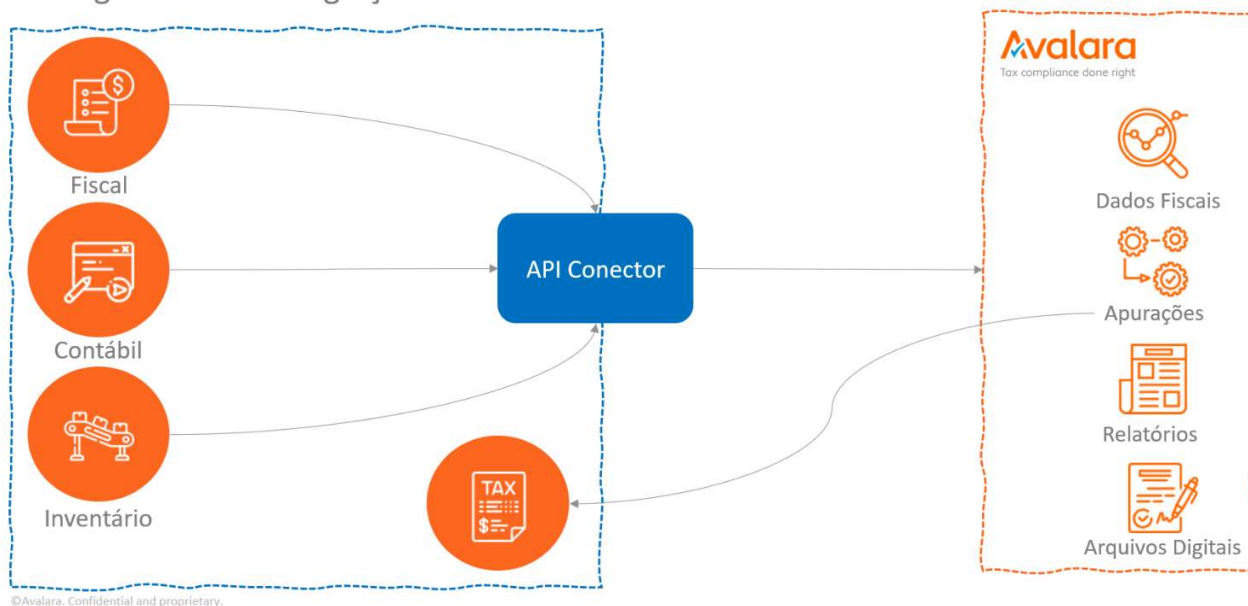 Fiscal
Contábil
Inventário
API Conector
TAX
$
Avalara
Tax compliance done right
Dados Fiscais
Apurações
Relatórios
Arquivos Digitais
©Avalara. Confidential and proprietary.